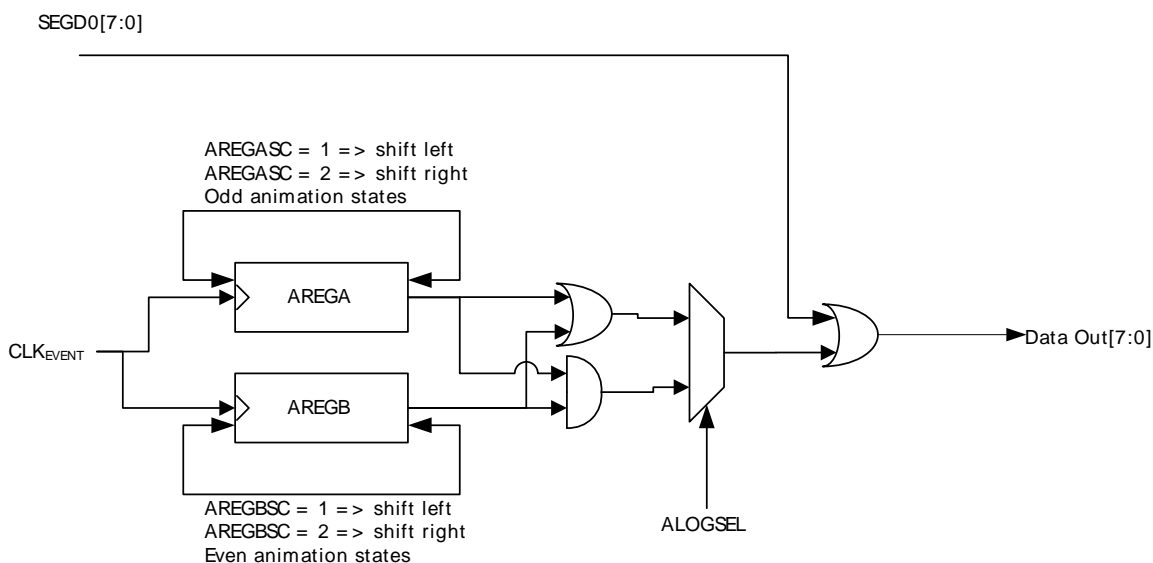 SEGD0[7:0]
AREGASC = 1 = > shift left
AREGASC = 2 = > shift right
Odd animation states
AREGA
CLKEVENT
AREGB
Data Out[7:0]
AREGBSC = 1 = > shift left
AREGBSC = 2 = > shift right
Even animation states
ALOGSEL